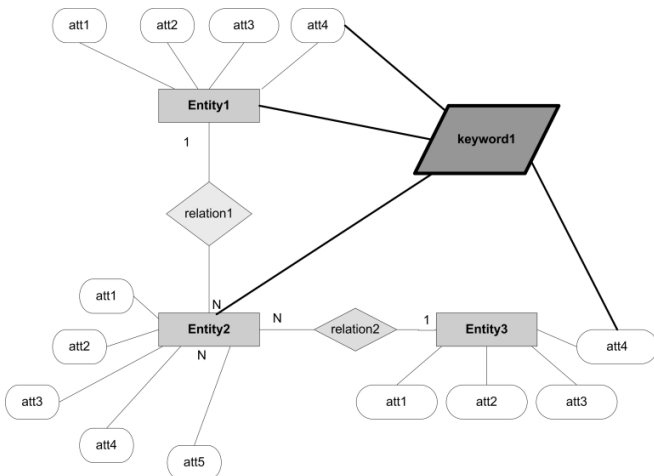 att1
att2
att3
att4
Entity1
keyword1
1
relation1
att1
N
Entity2
N
relation2
1
Entity3
att2
N
att4
att3
att1
att2
att3
att4
att5